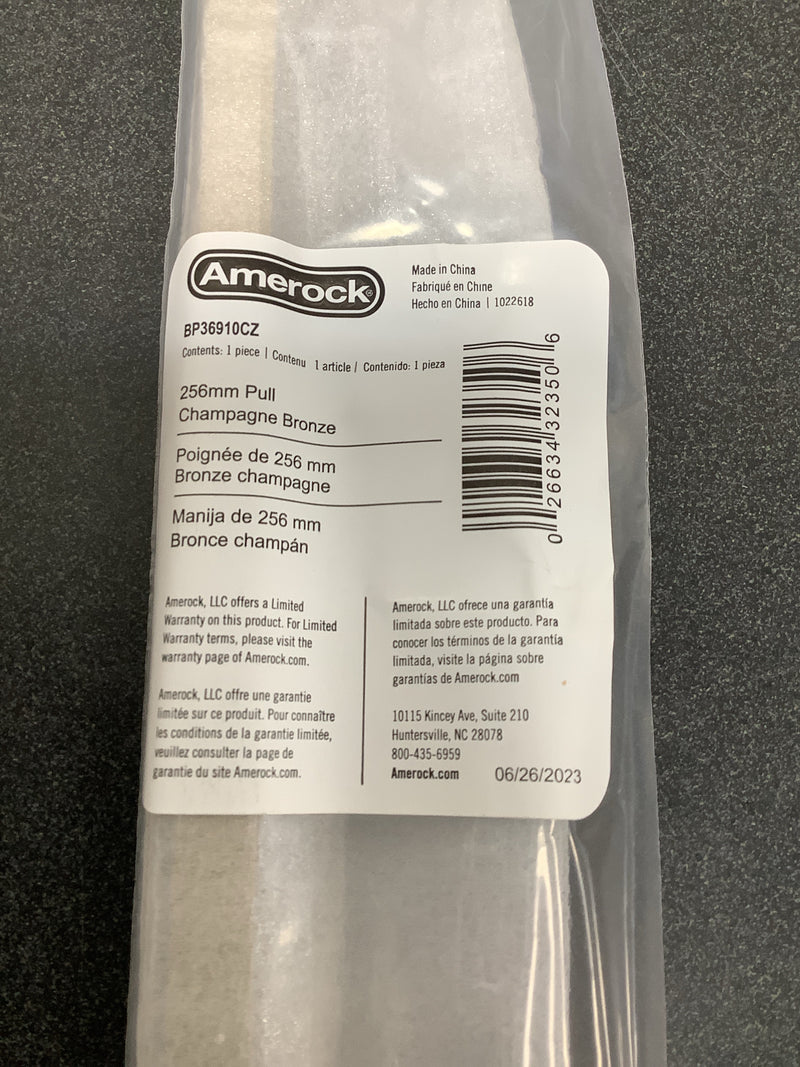 Amerock®
Made in China
Fabriqué en Chine
Hecho en China | 1022618
BP36910CZ
Contents: 1 piece | Contenu 1 article / Contenido: 1 pieza
256mm Pull
Champagne Bronze
Poignée de 256 mm
Bronze champagne
Manija de 256 mm
Bronce champán
0 26634 32350 6
Amerock, LLC offers a Limited
Warranty on this product. For Limited
Warranty terms, please visit the
warranty page of Amerock.com.
Amerock, LLC offre une garantie
limitée sur ce produit. Pour connaître
les conditions de la garantie limitée,
veuillez consulter la page de
garantie du site Amerock.com.
Amerock, LLC ofrece una garantía
limitada sobre este producto. Para
conocer los términos de la garantía
limitada, visite la página sobre
garantías de Amerock.com
10115 Kincey Ave, Suite 210
Huntersville, NC 28078
800-435-6959
Amerock.com 06/26/2023